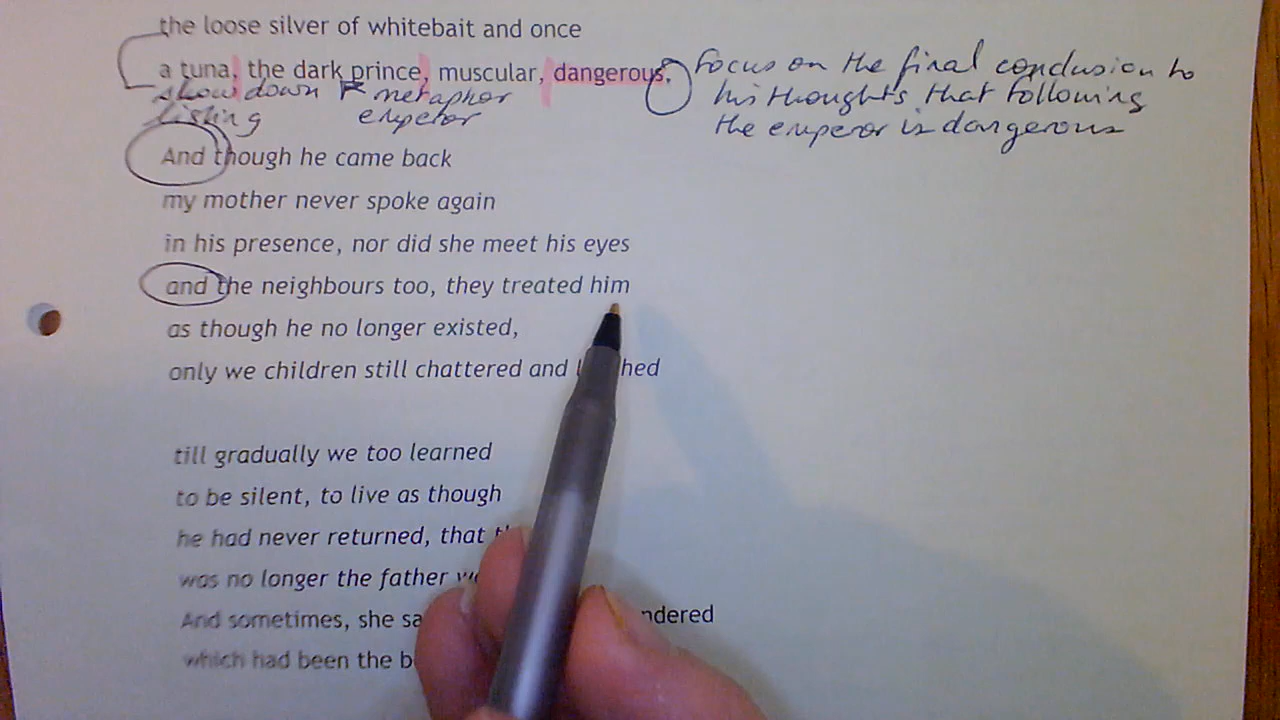 the loose silver of whitebait and once
a tuna, the dark prince, muscular, dangerous.
focus on the final conclusion to
slow down metaphor
his thoughts that following
fishing emperor
the emperor is dangerous
And though he came back
my mother never spoke again
in his presence, nor did she meet his eyes
and the neighbours too, they treated him
as though he no longer existed,
only we children still chattered and
till gradually we too learned
to be silent, to live as though
he had never returned, that
was no longer the father
And sometimes, she
which had been the